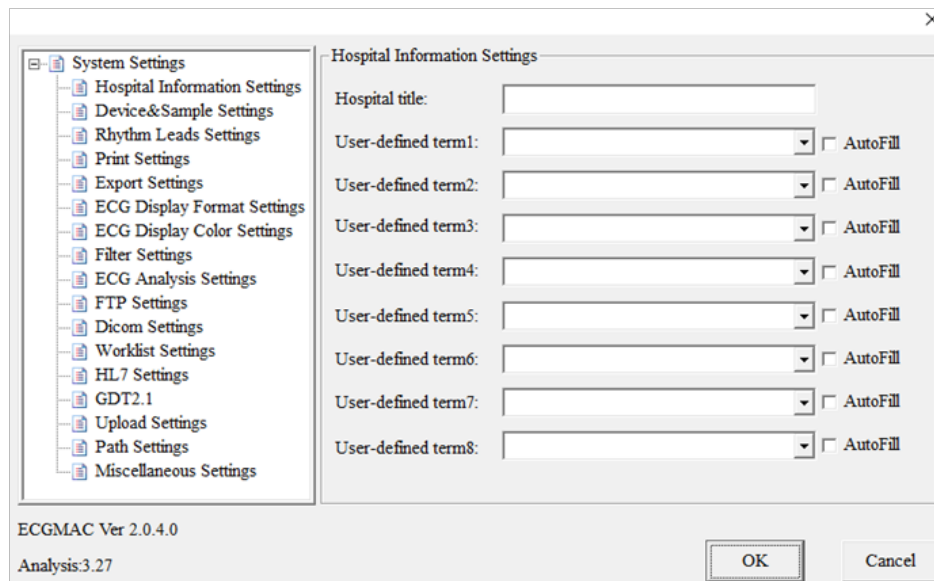 System Settings
Hospital Information Settings
Device&Sample Settings
Rhythm Leads Settings
Print Settings
Export Settings
ECG Display Format Settings
ECG Display Color Settings
Filter Settings
ECG Analysis Settings
FTP Settings
Dicom Settings
Worklist Settings
HL7 Settings
GDT2.1
Upload Settings
Path Settings
Miscellaneous Settings
Hospital Information Settings
Hospital title:
User-defined term1: AutoFill
User-defined term2: AutoFill
User-defined term3: AutoFill
User-defined term4: AutoFill
User-defined term5: AutoFill
User-defined term6: AutoFill
User-defined term7: AutoFill
User-defined term8: AutoFill
ECGMAC Ver 2.0.4.0
Analysis:3.27
OK Cancel